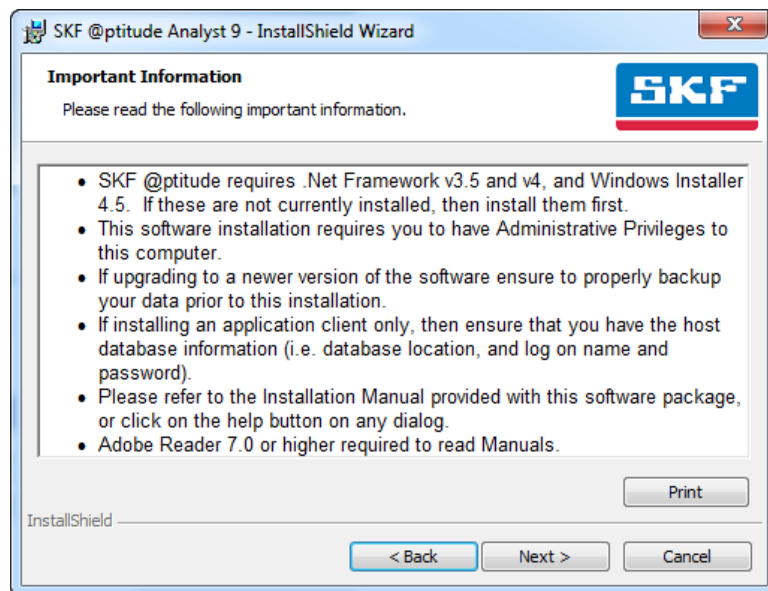 SKF @ptitude Analyst 9 - InstallShield Wizard
Important Information
Please read the following important information.
SKF
• SKF @ptitude requires .Net Framework v3.5 and v4, and Windows Installer
4.5.  If these are not currently installed, then install them first.
• This software installation requires you to have Administrative Privileges to
this computer.
• If upgrading to a newer version of the software ensure to properly backup
your data prior to this installation.
• If installing an application client only, then ensure that you have the host
database information (i.e. database location, and log on name and
password).
• Please refer to the Installation Manual provided with this software package,
or click on the help button on any dialog.
• Adobe Reader 7.0 or higher required to read Manuals.
Print
InstallShield
< Back
Next >
Cancel